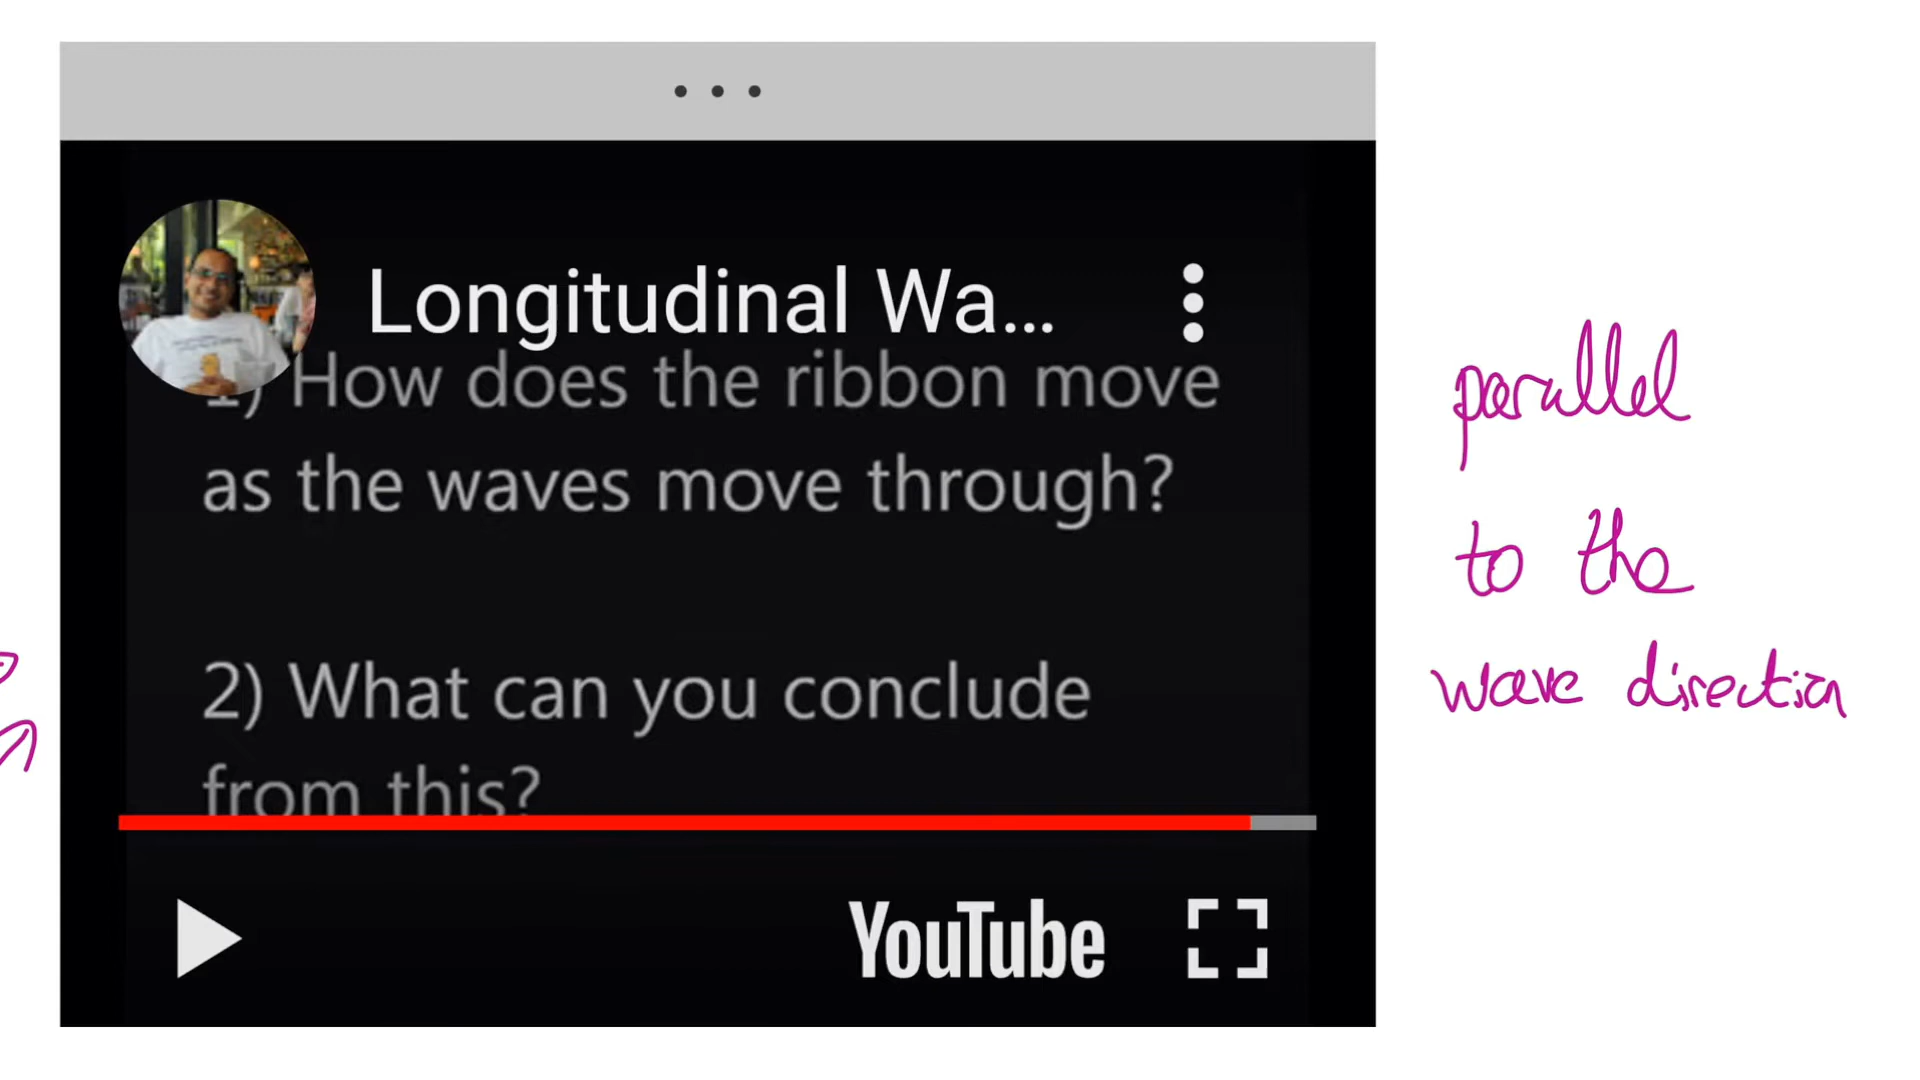 Longitudinal Wa...
1) How does the ribbon move
as the waves move through?
2) What can you conclude
from this?
YouTube
parallel
to the
wave direction